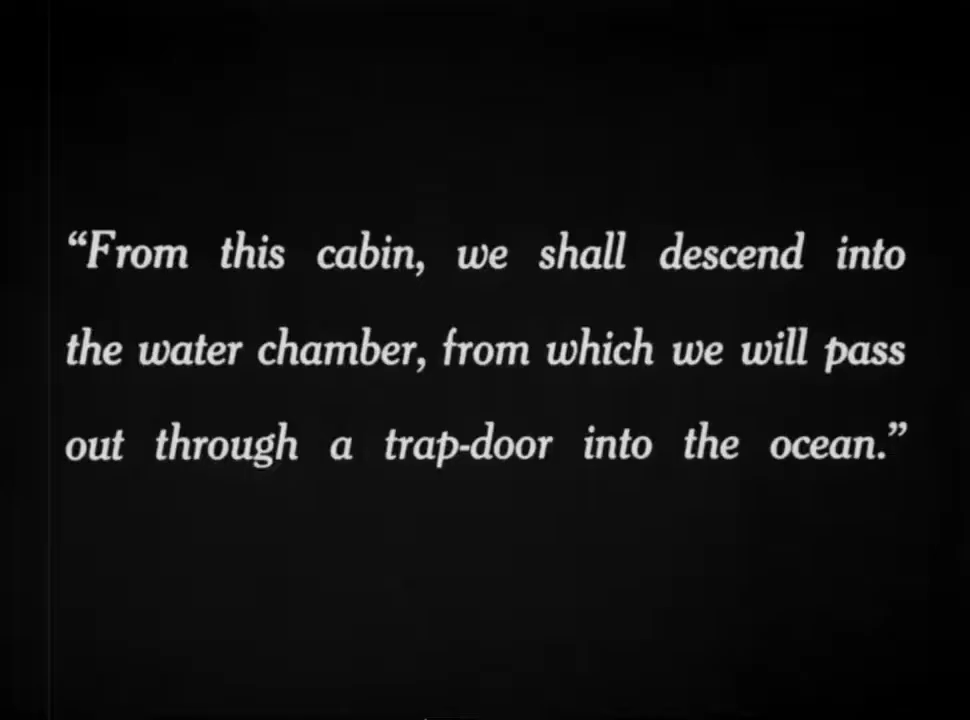 “From this cabin, we shall descend into
the water chamber, from which we will pass
out through a trap-door into the ocean.”